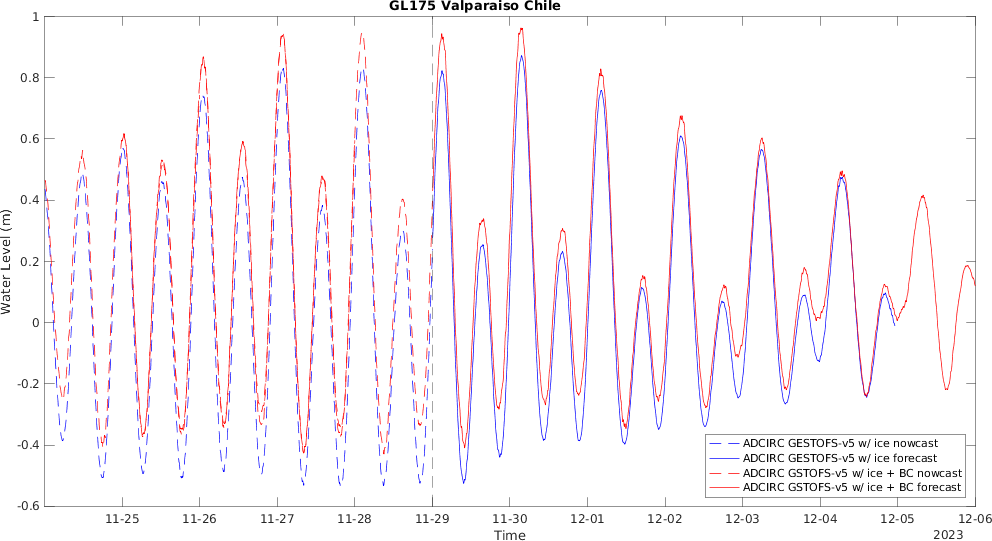 GL175 Valparaiso Chile
Water Level (m)
1
0.8
0.6
0.4
0.2
0
-0.2
-0.4
-0.6
ADCIRC GESTOFS-v5 w/ ice nowcast
ADCIRC GESTOFS-v5 w/ ice forecast
ADCIRC GSTOFS-v5 w/ ice + BC nowcast
ADCIRC GSTOFS-v5 w/ ice + BC forecast
11-25 11-26 11-27 11-28 11-29 11-30 12-01 12-02 12-03 12-04 12-05 12-06
Time
2023